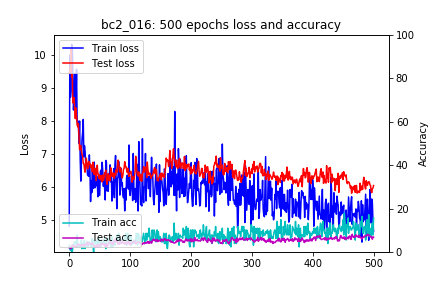 bc2_016: 500 epochs loss and accuracy
Train loss
Test loss
Train acc
Test acc
Loss
Accuracy
10
9
8
7
6
5
100
80
60
40
20
0
0
100
200
300
400
500